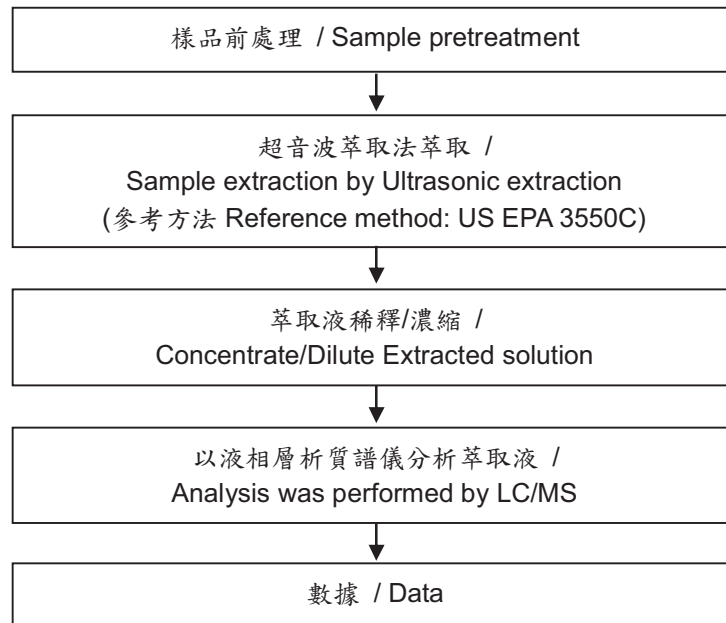 樣品前處理 / Sample pretreatment
超音波萃取法萃取 /
Sample extraction by Ultrasonic extraction
(參考方法 Reference method: US EPA 3550C)
萃取液稀釋/濃縮 /
Concentrate/Dilute Extracted solution
以液相層析質譜儀分析萃取液 /
Analysis was performed by LC/MS
數據 / Data